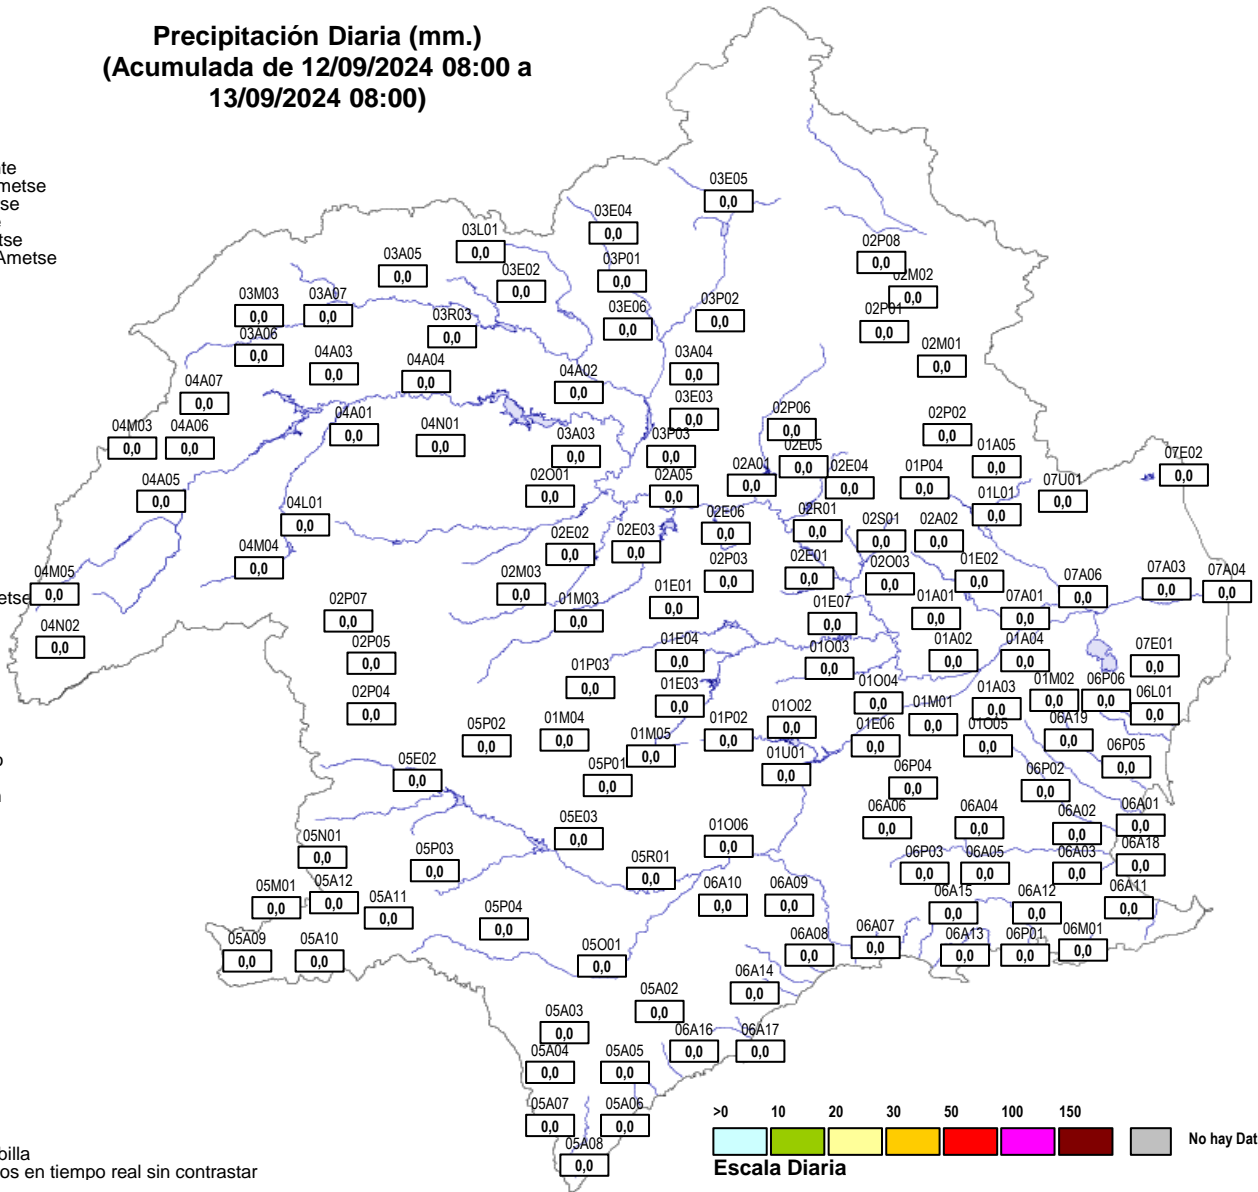 Precipitación Diaria (mm.)
(Acumulada de 12/09/2024 08:00 a
13/09/2024 08:00)
03E05
0,0
03E04
0,0
03L01
0,0
02P08
0,0
03A05
0,0
03P01
0,0
03E02
0,0
02M02
0,0
03M03
0,0
03A07
0,0
03P02
0,0
03E06
0,0
02P01
0,0
03R03
0,0
03A06
0,0
02M01
0,0
04A03
0,0
04A04
0,0
03A04
0,0
04A02
0,0
04A07
0,0
03E03
0,0
04A01
0,0
02P06
0,0
02P02
0,0
04M03
0,0
04A06
0,0
04N01
0,0
03A03
0,0
03P03
0,0
02E05
0,0
01A05
0,0
07E02
0,0
02A01
0,0
02E04
0,0
01P04
0,0
04A05
0,0
02O01
0,0
02A05
0,0
07U01
0,0
01L01
0,0
04L01
0,0
02E06
0,0
02R01
0,0
02S01
0,0
02A02
0,0
02E02
0,0
02E03
0,0
04M04
0,0
02P03
0,0
02E01
0,0
02O03
0,0
01E02
0,0
04M05
0,0
02M03
0,0
07A06
0,0
07A03
0,0
07A04
0,0
etse
02P07
0,0
01M03
0,0
01E01
0,0
01E07
0,0
01A01
0,0
07A01
0,0
04N02
0,0
02P05
0,0
01E04
0,0
01O03
0,0
01A02
0,0
01A04
0,0
07E01
0,0
01P03
0,0
02P04
0,0
01E03
0,0
01O04
0,0
01A03
0,0
01M02
0,0
06P06
0,0
06L01
0,0
05P02
0,0
01M04
0,0
01M05
0,0
01P02
0,0
01O02
0,0
01E06
0,0
01M01
0,0
01O05
0,0
06A19
0,0
05E02
0,0
05P01
0,0
01U01
0,0
06P04
0,0
06P02
0,0
06P05
0,0
05E03
0,0
01O06
0,0
06A06
0,0
06A04
0,0
06A02
0,0
06A01
0,0
05N01
0,0
05P03
0,0
05R01
0,0
06P03
0,0
06A05
0,0
06A03
0,0
06A18
0,0
05M01
0,0
05A12
0,0
05A11
0,0
06A10
0,0
06A09
0,0
06A15
0,0
06A12
0,0
06A11
0,0
05P04
0,0
05A09
0,0
05A10
0,0
05O01
0,0
06A08
0,0
06A07
0,0
06A13
0,0
06P01
0,0
06M01
0,0
06A14
0,0
05A02
0,0
05A03
0,0
06A16
0,0
06A17
0,0
05A04
0,0
05A05
0,0
05A07
0,0
05A06
0,0
05A08
0,0
>0 10 20 30 50 100 150
No hay Dat
Escala Diaria
billa
os en tiempo real sin contrastar